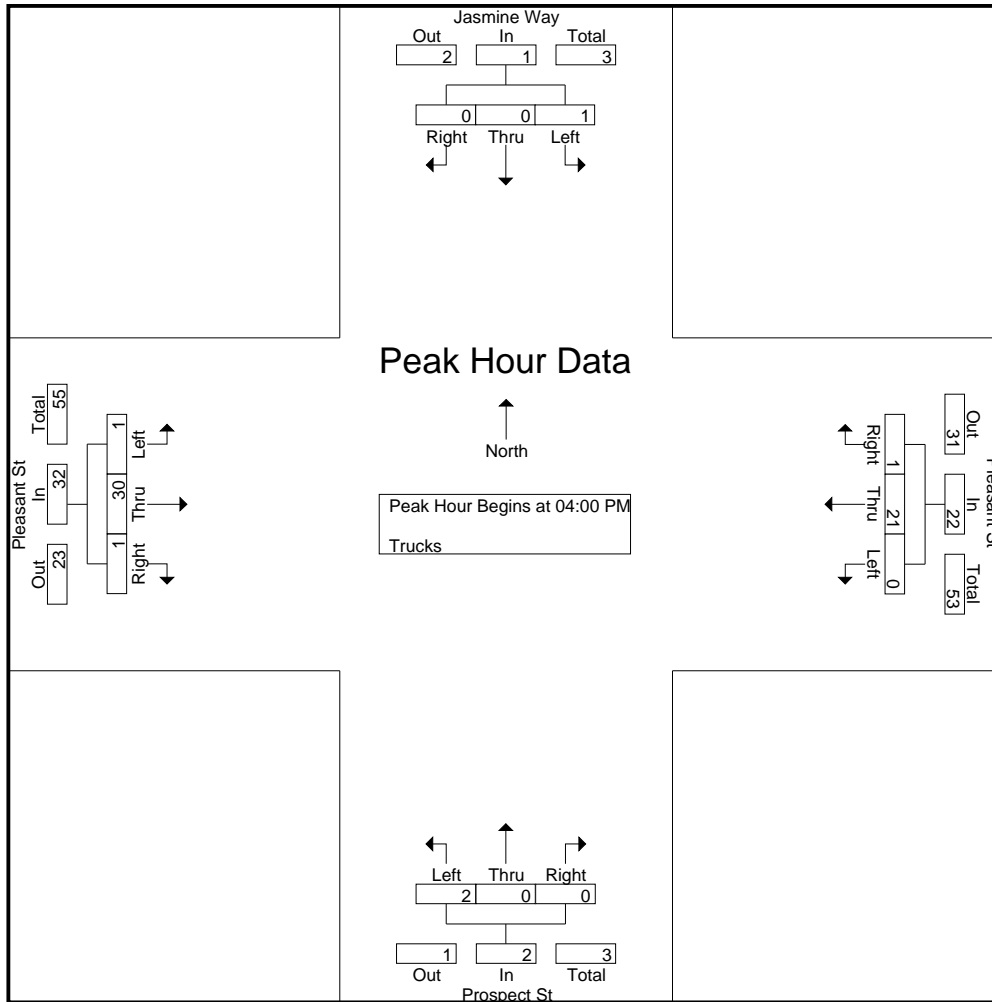 Jasmine Way
Out In Total
2 1 3
0 0 1
Right Thru Left
Peak Hour Data
North
Peak Hour Begins at 04:00 PM
Trucks
Pleasant St
Total In Out
55 32 23
1 30 1
Left Thru Right
Right Thru Left
1 21 0
31 22 53
Out In Total
Pleasant St
Left Thru Right
2 0 0
1 2 3
Out In Total
Prospect St